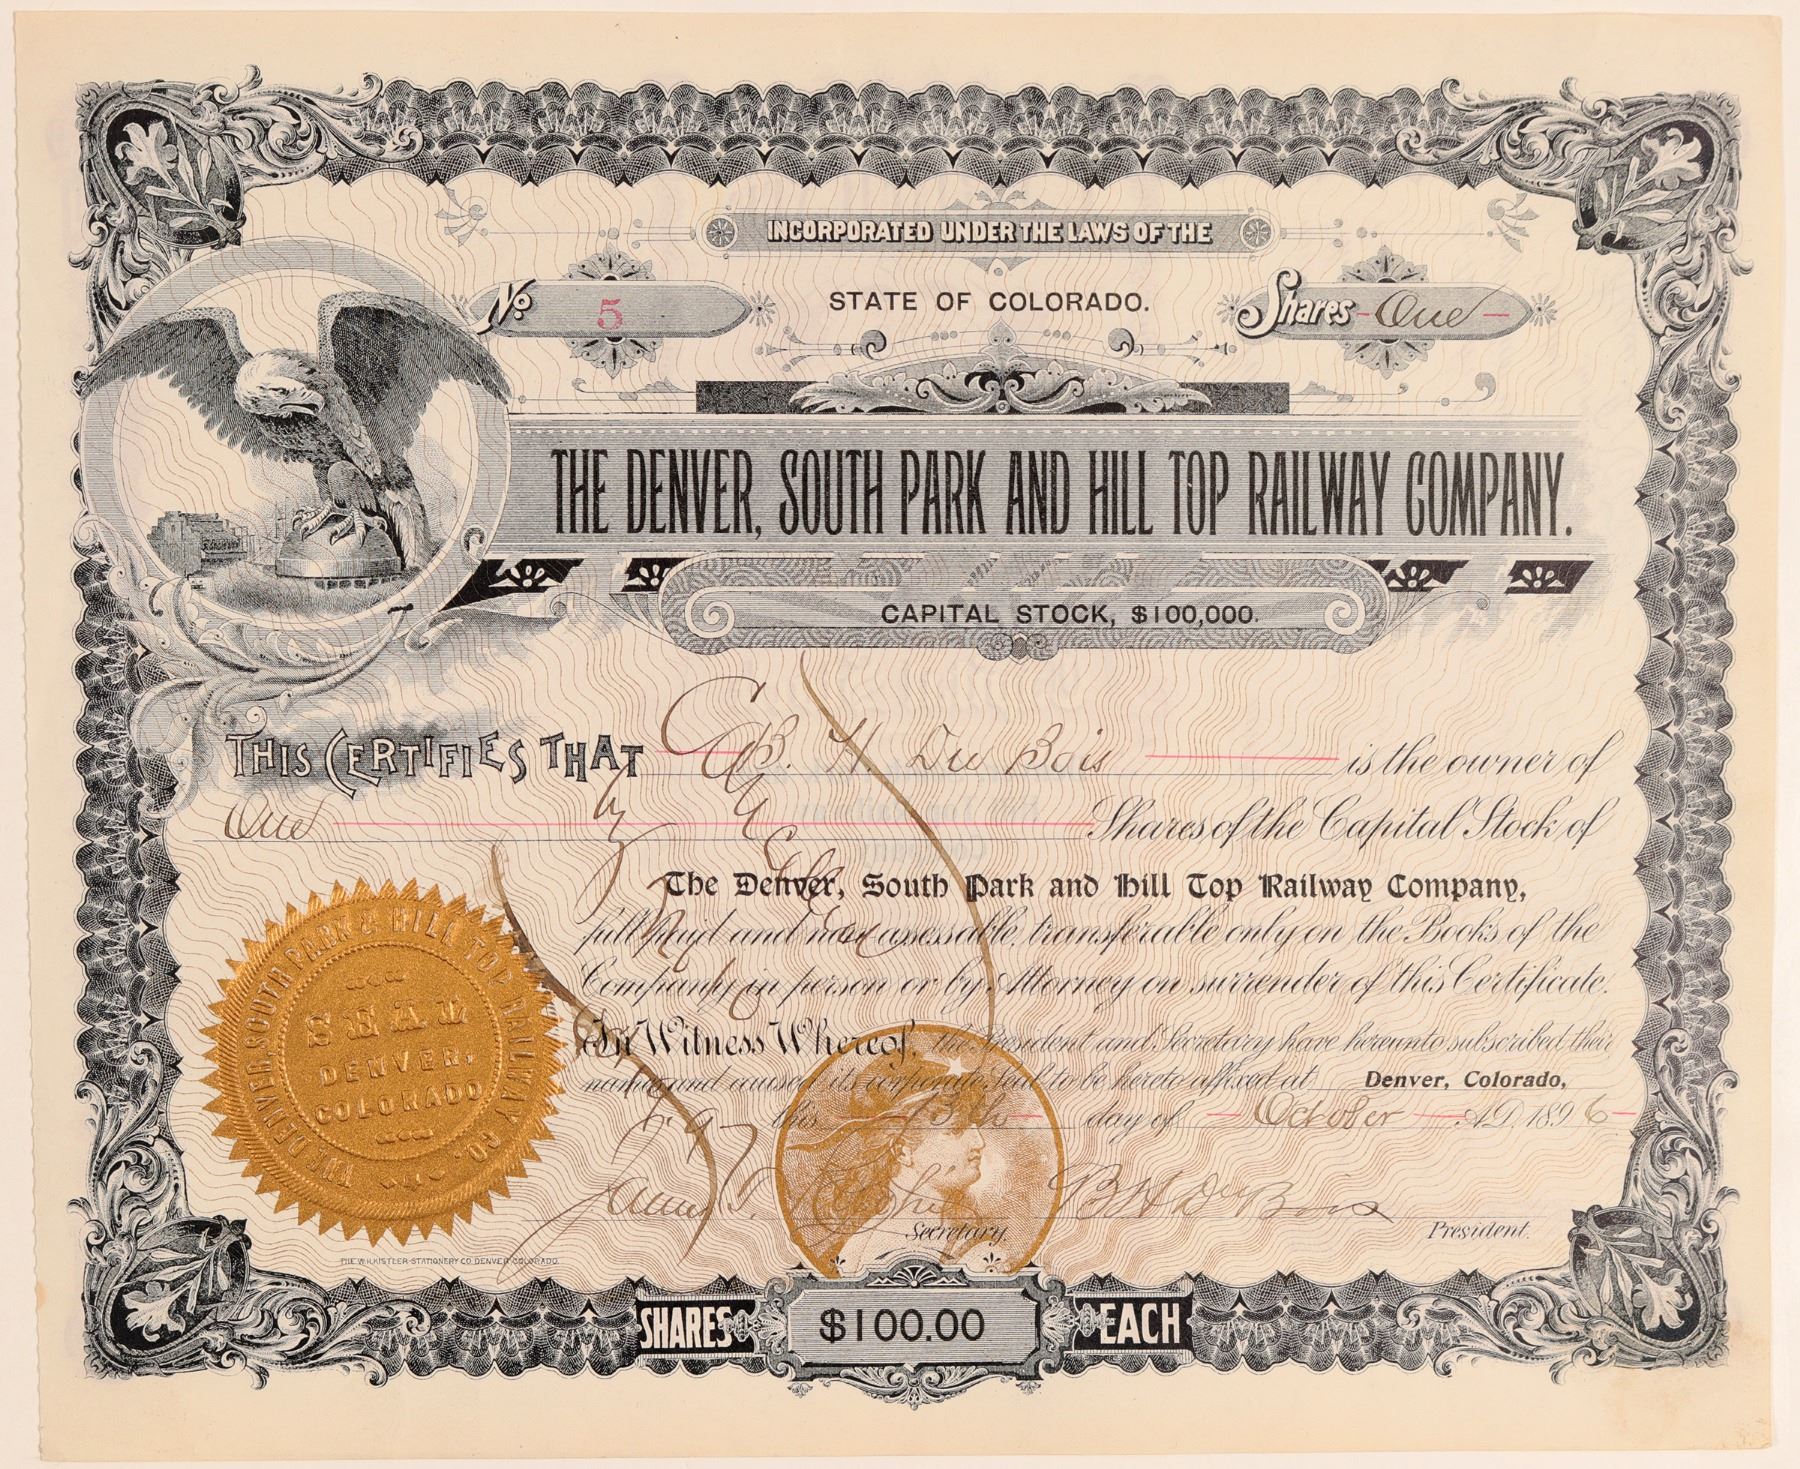 INCORPORATED UNDER THE LAWS OF THE
No 5
STATE OF COLORADO.
Shares One
THE DENVER, SOUTH PARK AND HILL TOP RAILWAY COMPANY.
CAPITAL STOCK, $100,000.
THIS CERTIFIES THAT B. H. Du Bois is the owner of
One Shares of the Capital Stock of
The Denver, South Park and Hill Top Railway Company,
full paid and non assessable, transferable only on the Books of the
Company in person or by Attorney on surrender of this Certificate.
In Witness Whereof, the President and Secretary have hereunto subscribed their
names and caused its corporate Seal to be hereto affixed at Denver, Colorado,
this 13th day of October A.D. 1896
B H Du Bois
Secretary.
President.
THE DENVER, SOUTH PARK & HILL TOP RAILWAY CO.
SEAL
DENVER,
COLORADO
THE W.H. KISTLER STATIONERY CO. DENVER COLORADO.
SHARES $100.00 EACH